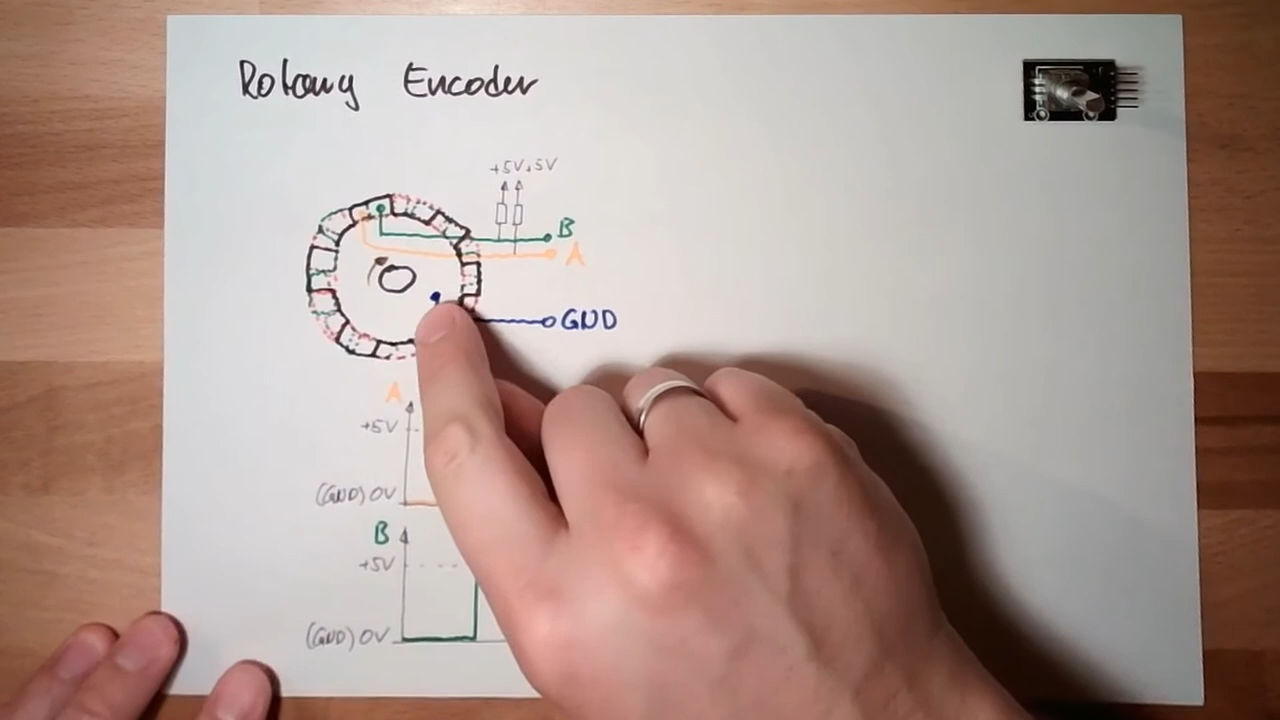 Rotary Encoder
+5V +5V
B
A
GND
A
+5V
(GND) 0V
B
+5V
(GND) 0V